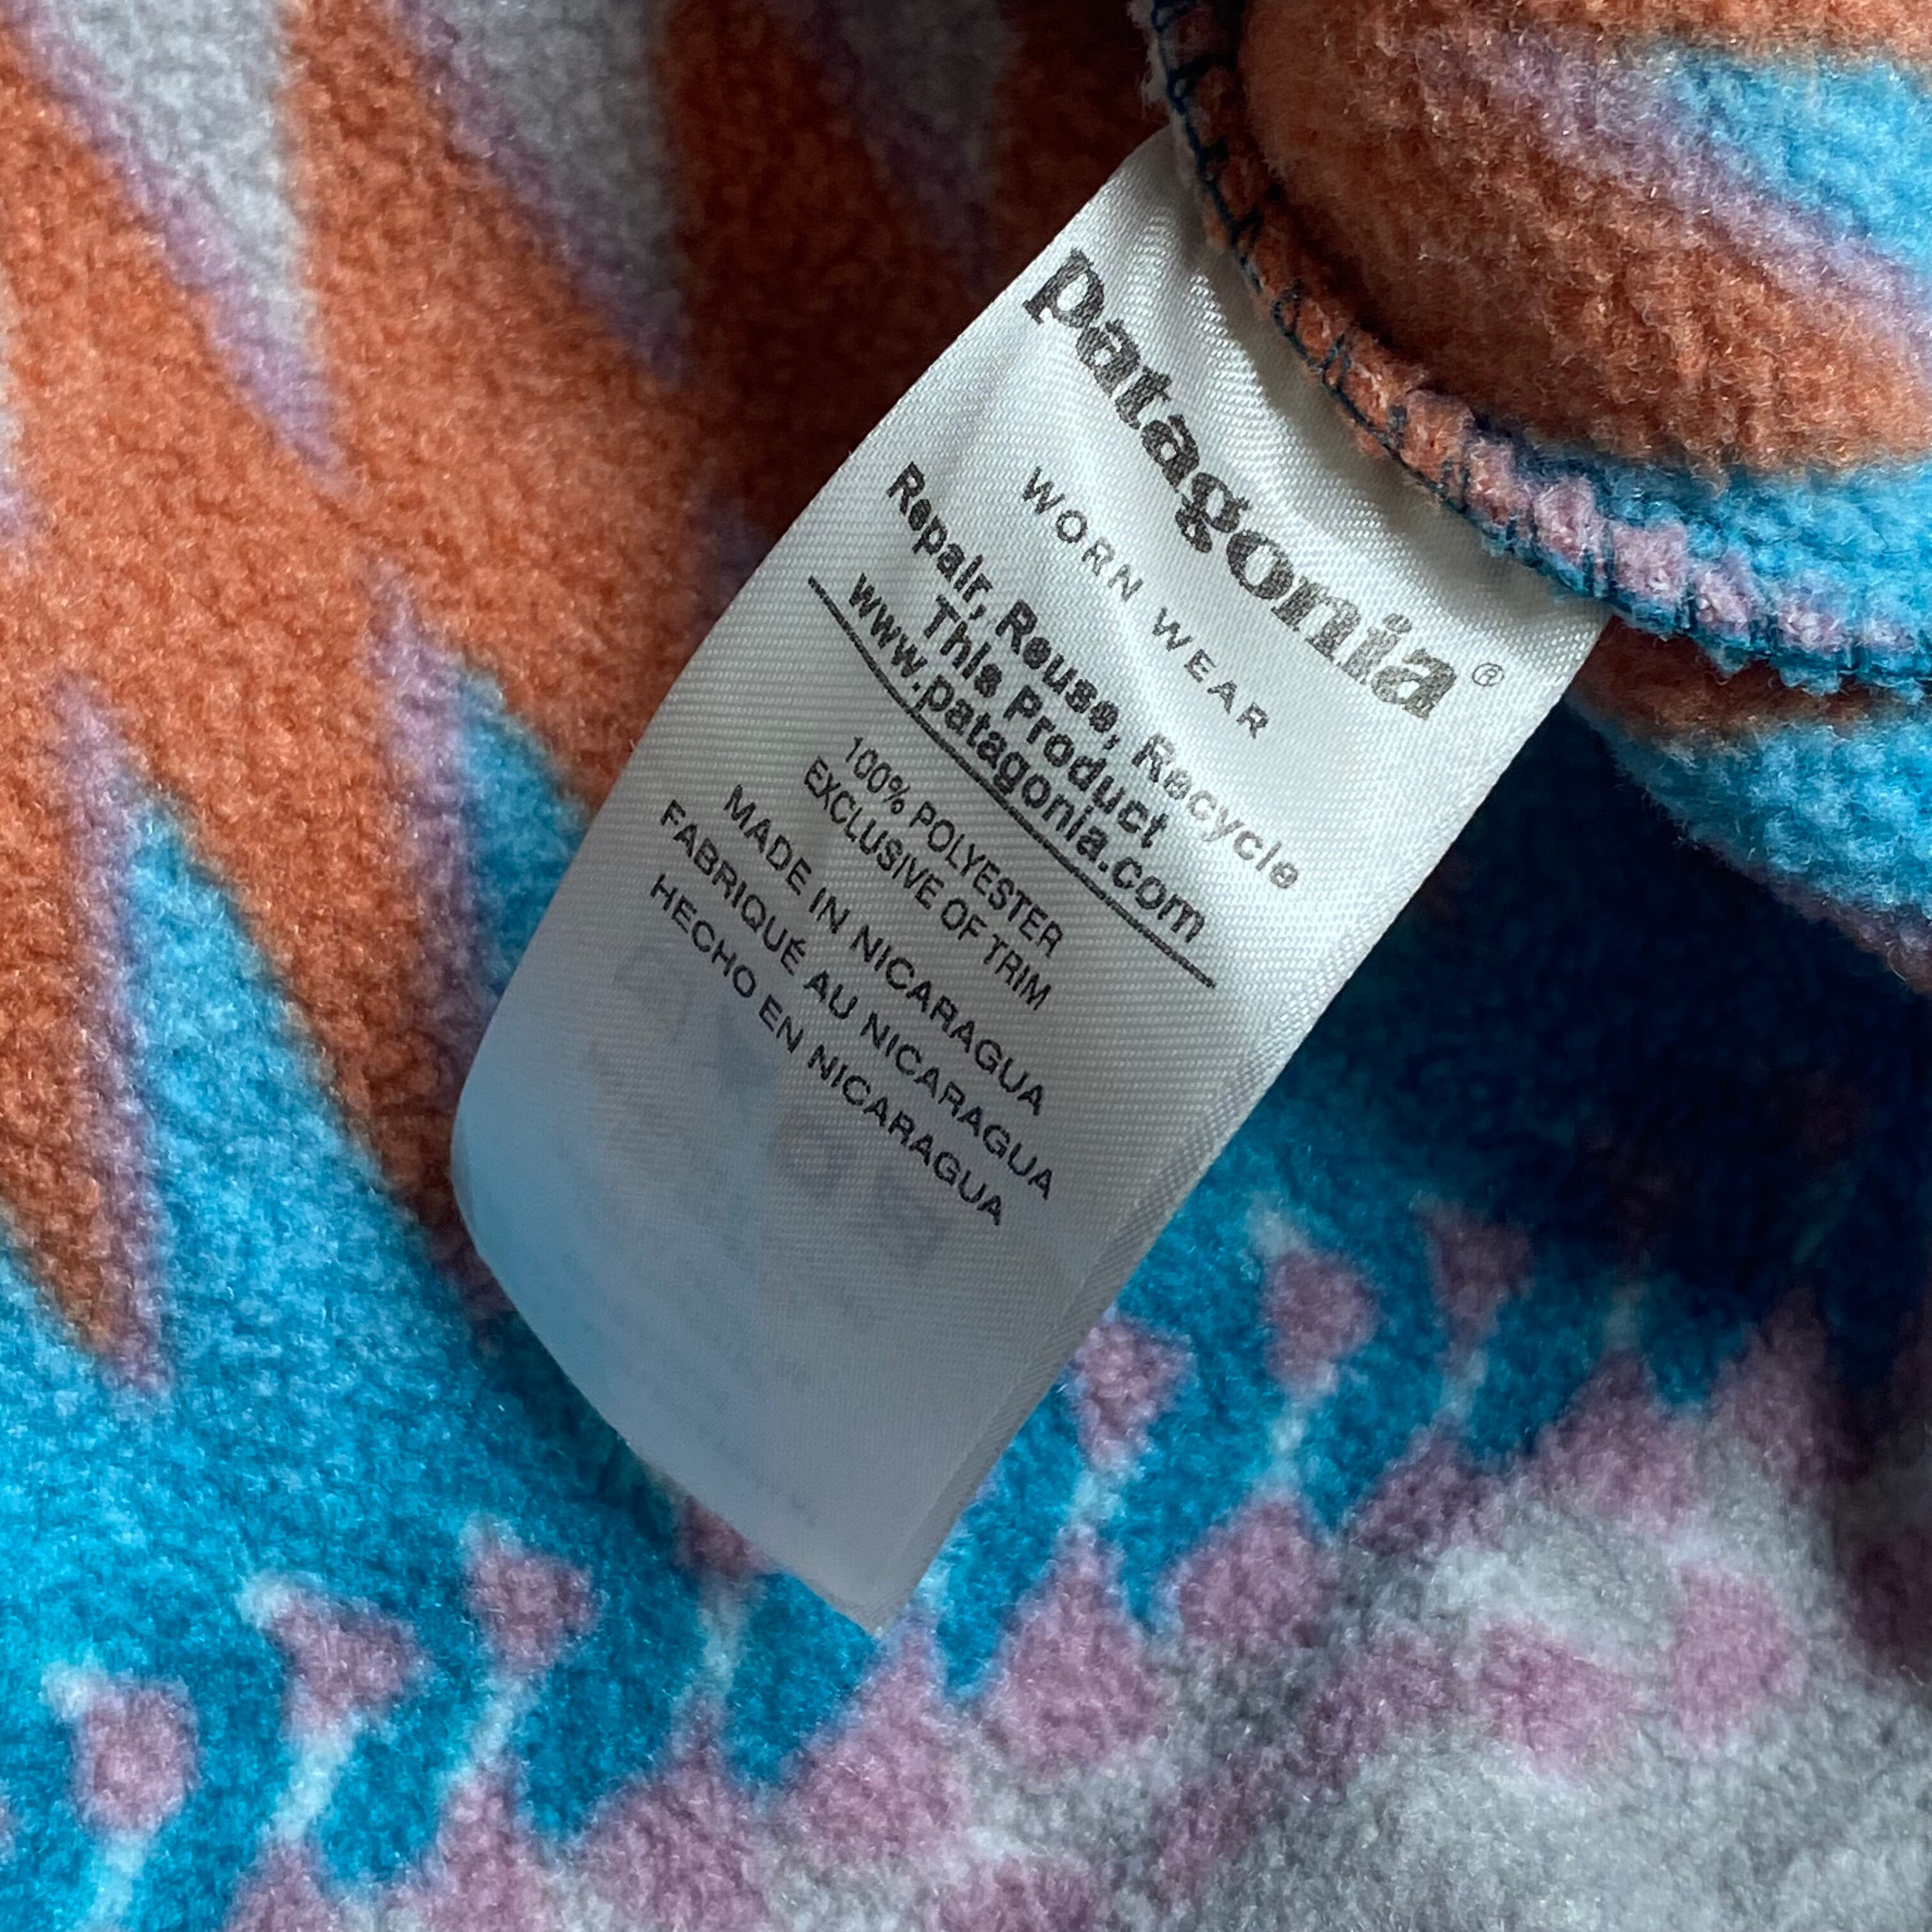 patagonia®
WORN WEAR
Repair, Reuse, Recycle
This Product
www.patagonia.com
100% POLYESTER
EXCLUSIVE OF TRIM
MADE IN NICARAGUA
FABRIQUÉ AU NICARAGUA
HECHO EN NICARAGUA